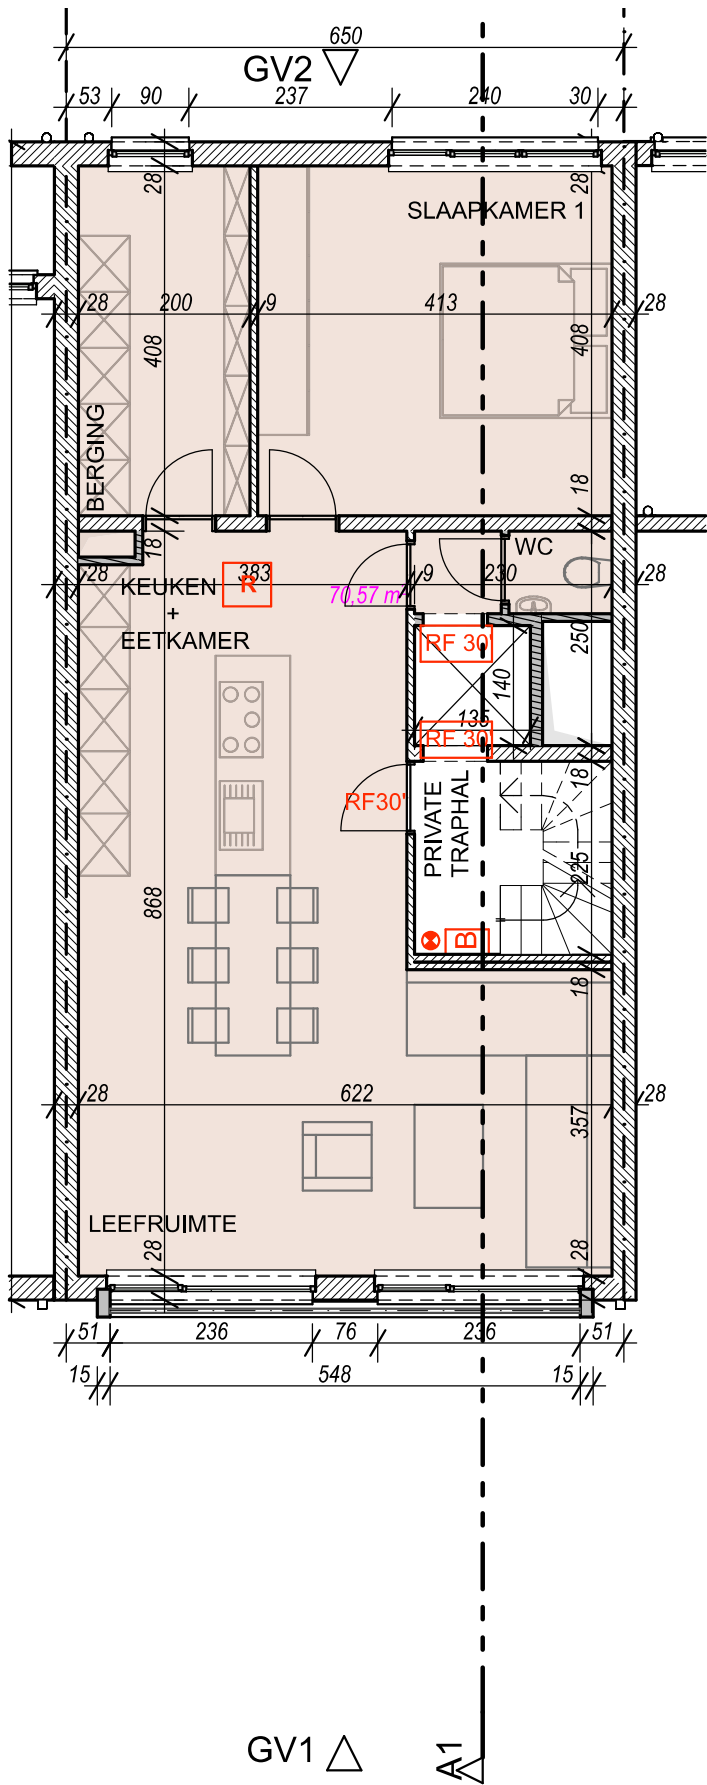 650
GV2
53 90 237 240 30
28 28
SLAAPKAMER 1
28 200 9 413 28
408 408
BERGING
18
18
WC
28 383 9 230 28
KEUKEN R 70,57 m
+
EETKAMER
250
RF 30'
140
135
RF 30'
18
RF30'
PRIVATE
TRAPHAL
225
868
B
18
28 622 28
357
LEEFRUIMTE
28 28
51 236 76 236 51
15 548 15
GV1
A1